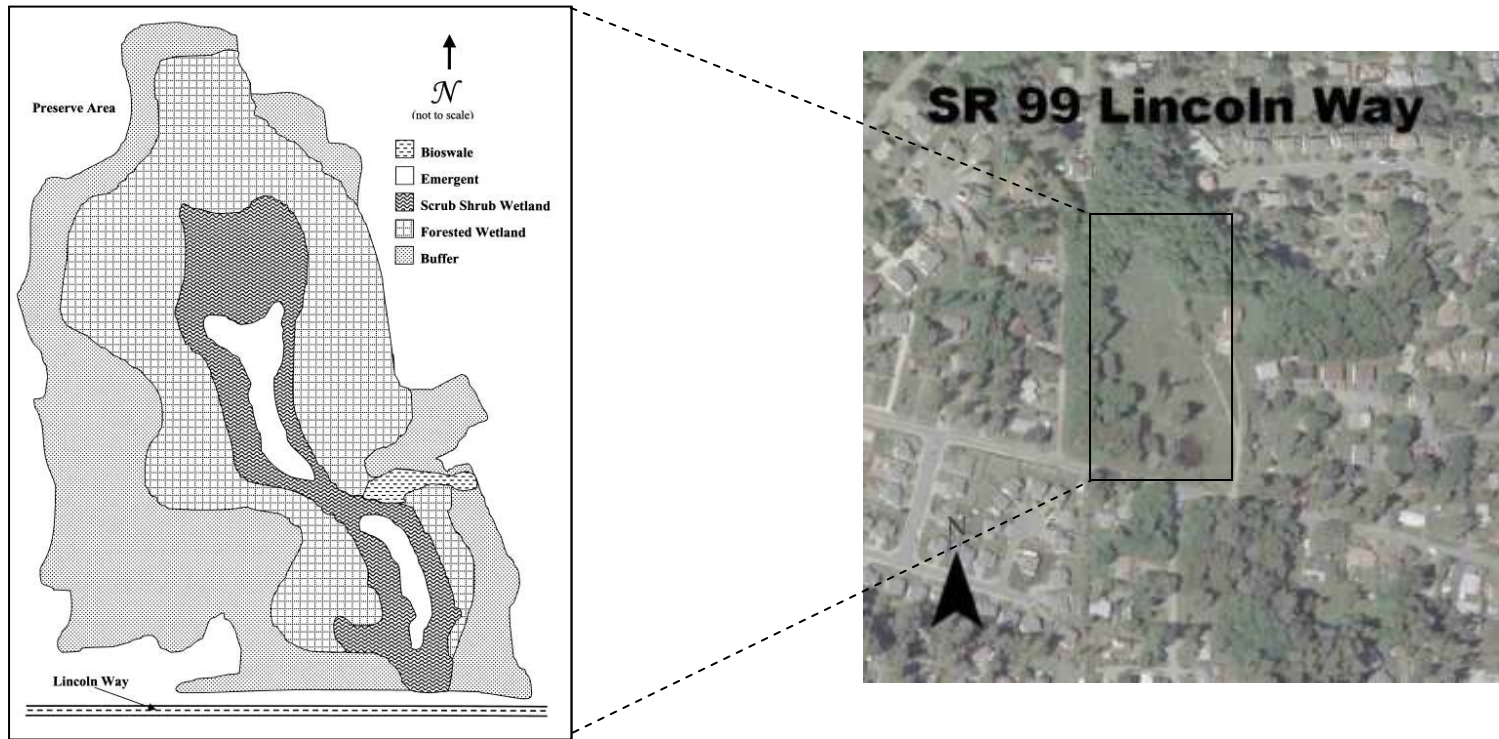 Preserve Area
N
(not to scale)
Bioswale
Emergent
Scrub Shrub Wetland
Forested Wetland
Buffer
Lincoln Way
SR 99 Lincoln Way
N